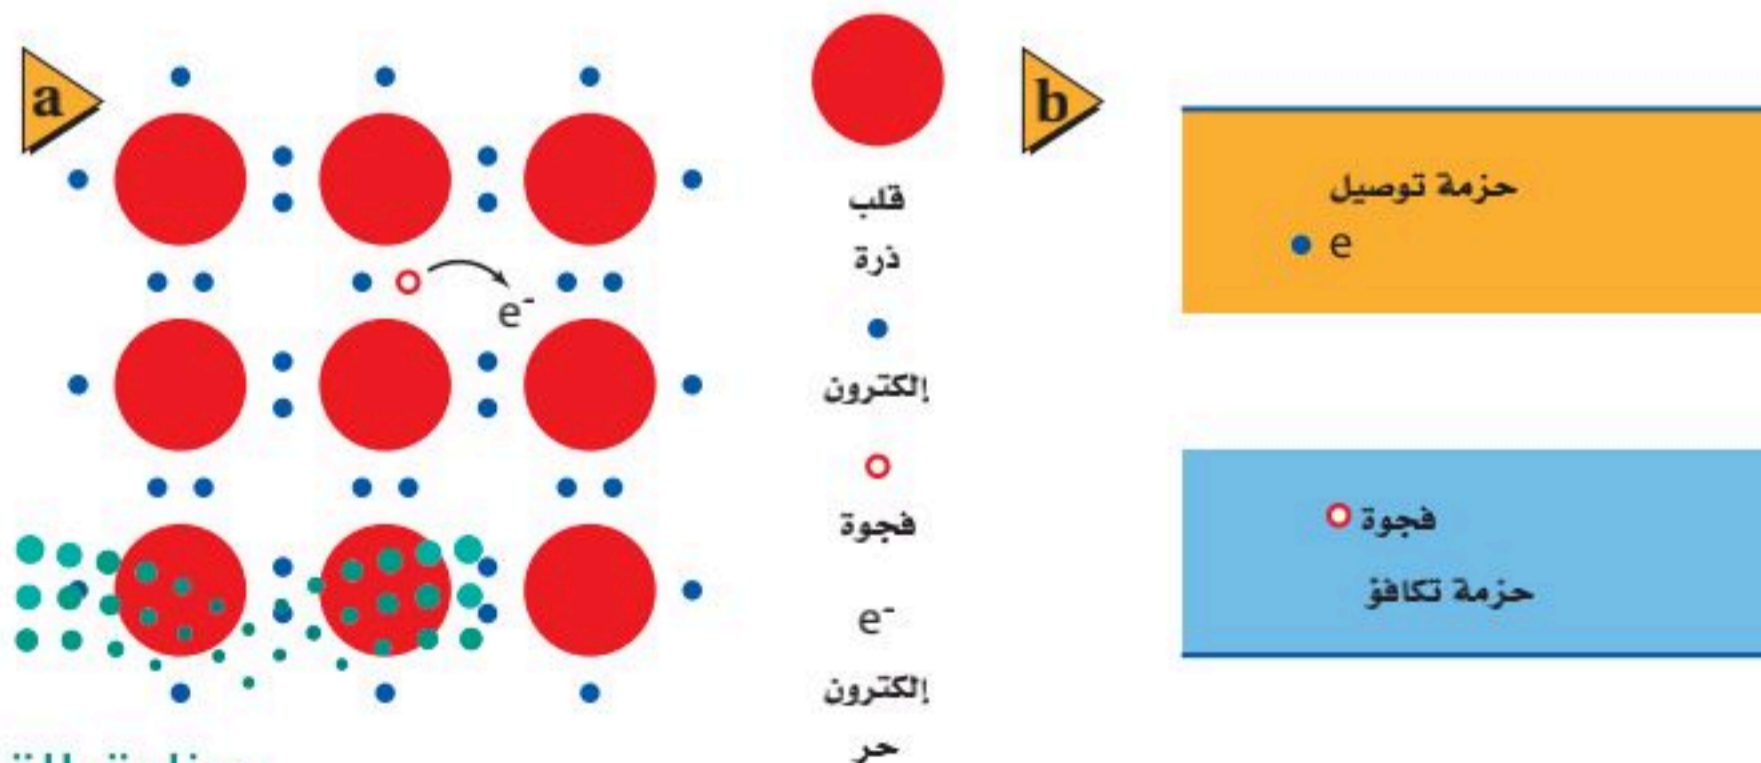 a
e-
قلب
ذرة
إلكترون
فجوة
e-
إلكترون
حر
b
حزمة توصيل
e
فجوة
حزمة تكافؤ